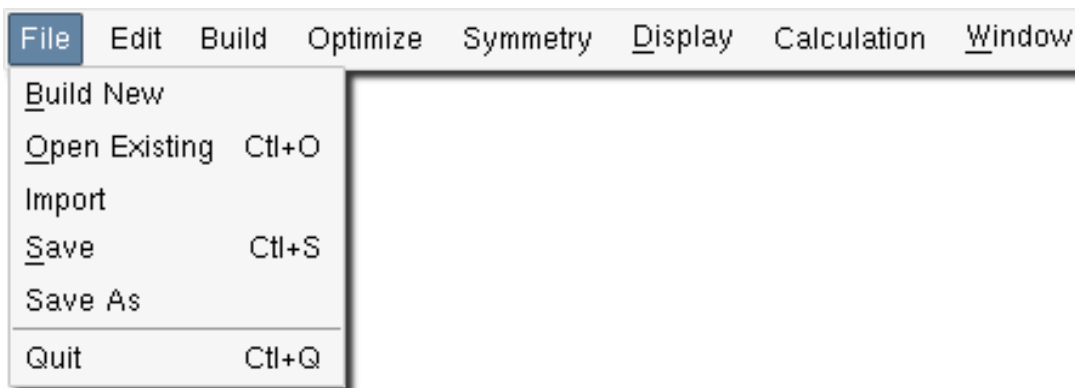 File Edit Build Optimize Symmetry Display Calculation Window
Build New
Open Existing Ctl+O
Import
Save Ctl+S
Save As
Quit Ctl+Q